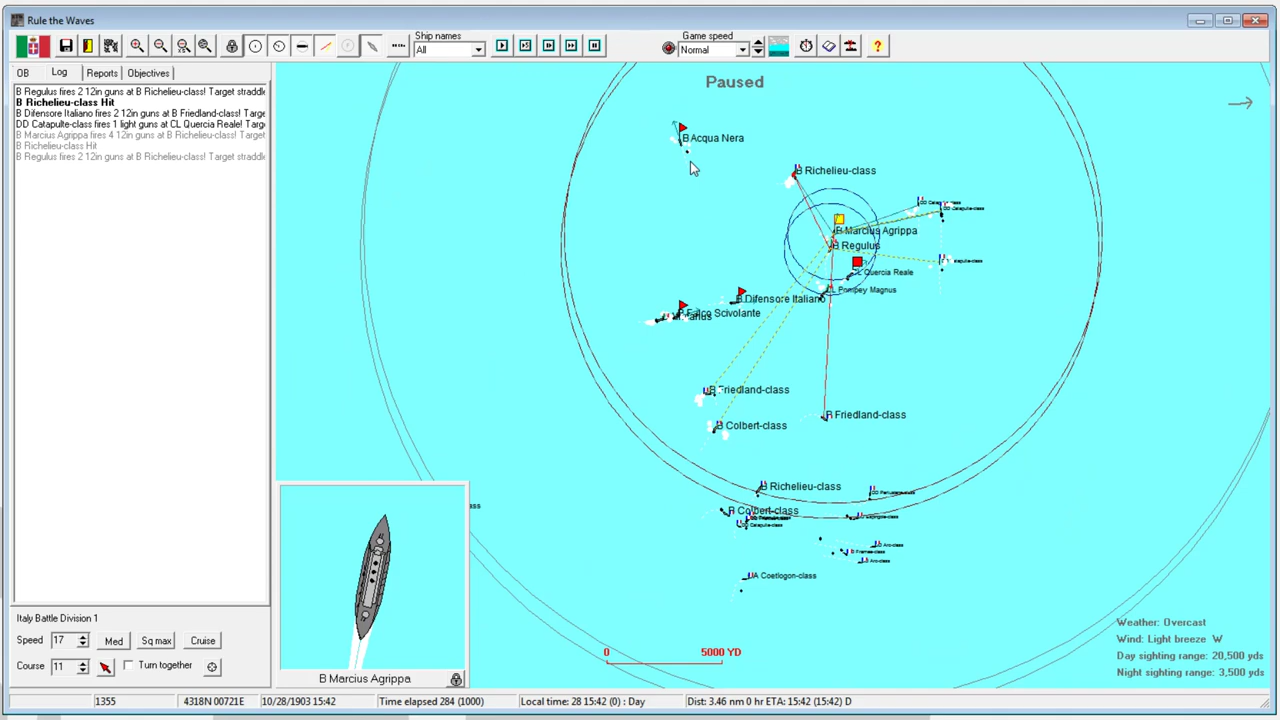 Rule the Waves
Ship names
All
Game speed
Normal
OB
Log
Reports
Objectives
B Regulus fires 2 12in guns at B Richelieu-class! Target straddle
B Richelieu-class Hit
B Difensore Italiano fires 2 12in guns at B Friedland-class! Target
DD Catapulte-class fires 1 light guns at CL Quercia Reale! Targe
B Marcius Agrippa fires 4 12in guns at B Richelieu-class! Target
B Richelieu-class Hit
B Regulus fires 2 12in guns at B Richelieu-class! Target straddle
Paused
B Acqua Nera
B Richelieu-class
B Marcius Agrippa
B Regulus
CL Quercia Reale
CL Pompey Magnus
B Difensore Italiano
B Falco Scivolante
B Friedland-class
B Friedland-class
B Colbert-class
B Richelieu-class
B Colbert-class
DD Catapulte-class
CA Coetlogon-class
Italy Battle Division 1
Speed 17 Med Sq max Cruise
Course 11 Turn together
B Marcius Agrippa
0 5000 YD
Weather: Overcast
Wind: Light breeze W
Day sighting range: 20,500 yds
Night sighting range: 3,500 yds
1355 4318N 00721E 10/28/1903 15:42 Time elapsed 284 (1000) Local time: 28 15:42 (0) : Day Dist: 3.46 nm 0 hr ETA: 15:42 (15:42) D